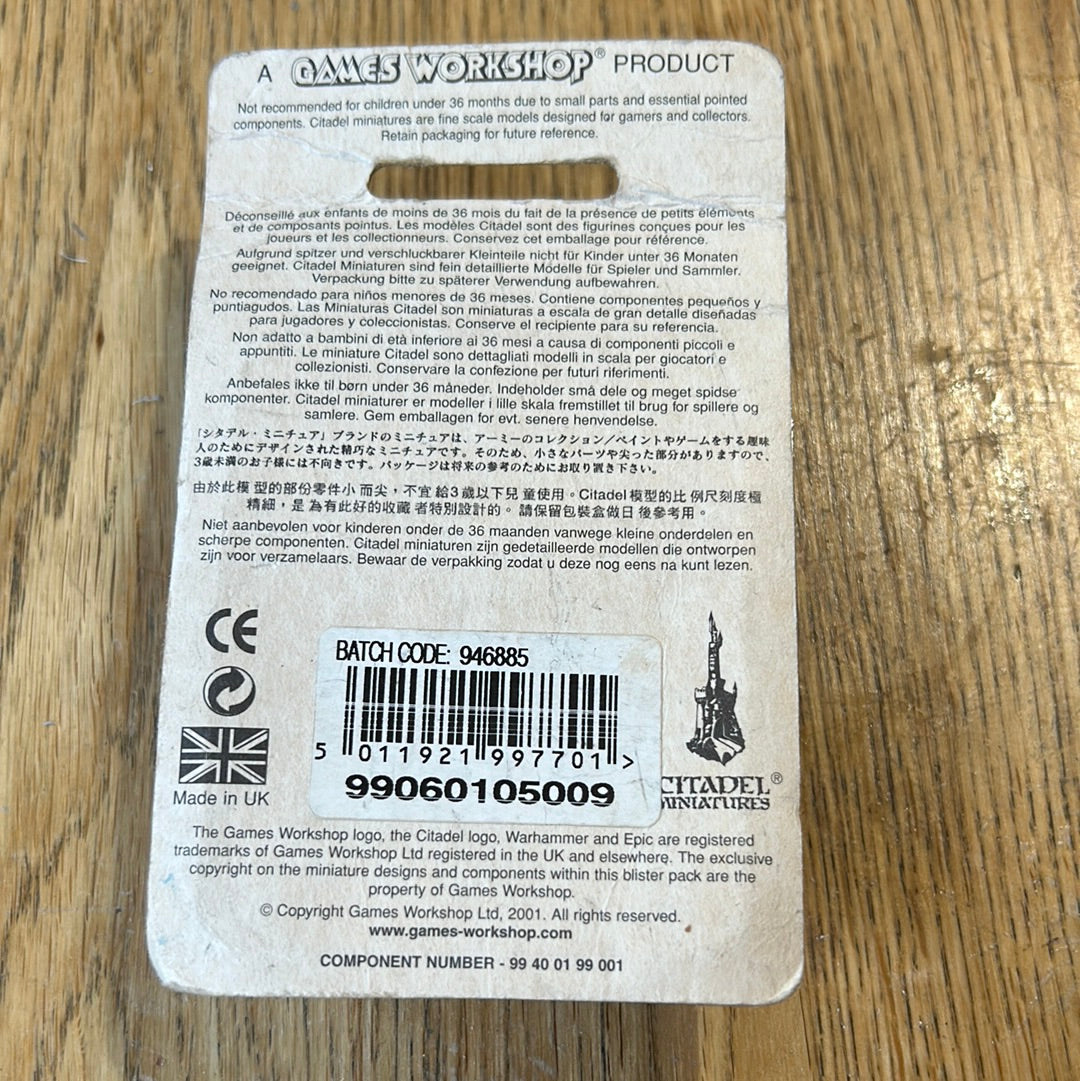 A GAMES WORKSHOP® PRODUCT
Not recommended for children under 36 months due to small parts and essential pointed
components. Citadel miniatures are fine scale models designed for gamers and collectors.
Retain packaging for future reference.
Déconseillé aux enfants de moins de 36 mois du fait de la présence de petits éléments
et de composants pointus. Les modèles Citadel sont des figurines conçues pour les
joueurs et les collectionneurs. Conservez cet emballage pour référence.
Aufgrund spitzer und verschluckbarer Kleinteile nicht für Kinder unter 36 Monaten
geeignet. Citadel Miniaturen sind fein detaillierte Modelle für Spieler und Sammler.
Verpackung bitte zu späterer Verwendung aufbewahren.
No recomendado para niños menores de 36 meses. Contiene componentes pequeños y
puntiagudos. Las Miniaturas Citadel son miniaturas a escala de gran detalle diseñadas
para jugadores y coleccionistas. Conserve el recipiente para su referencia.
Non adatto a bambini di età inferiore ai 36 mesi a causa di componenti piccoli e
appuntiti. Le miniature Citadel sono dettagliati modelli in scala per giocatori e
collezionisti. Conservare la confezione per futuri riferimenti.
Anbefales ikke til børn under 36 måneder. Indeholder små dele og meget spidse
komponenter. Citadel miniaturer er modeller i lille skala fremstillet til brug for spillere og
samlere. Gem emballagen for evt. senere henvendelse.
「シタデル・ミニチュア」ブランドのミニチュアは、アーミーのコレクション/ペイントやゲームをする趣味
人のためにデザインされた精巧なミニチュアです。そのため、小さなパーツや尖った部分がありますので、
3歳未満のお子様には不向きです。パッケージは将来の参考のためにお取り置き下さい。
由於此模 型的部份零件小 而尖，不宜 給3 歲以下兒 童使用。Citadel 模型的比 例尺刻度極
精細，是 為有此好的收藏 者特別設計的。 請保留包裝盒做日 後參考用。
Niet aanbevolen voor kinderen onder de 36 maanden vanwege kleine onderdelen en
scherpe componenten. Citadel miniaturen zijn gedetailleerde modellen die ontworpen
zijn voor verzamelaars. Bewaar de verpakking zodat u deze nog eens na kunt lezen.
CE
BATCH CODE: 946885
5 011921 997701 >
99060105009
Made in UK
CITADEL®
MINIATURES
The Games Workshop logo, the Citadel logo, Warhammer and Epic are registered
trademarks of Games Workshop Ltd registered in the UK and elsewhere. The exclusive
copyright on the miniature designs and components within this blister pack are the
property of Games Workshop.
© Copyright Games Workshop Ltd, 2001. All rights reserved.
www.games-workshop.com
COMPONENT NUMBER - 99 40 01 99 001